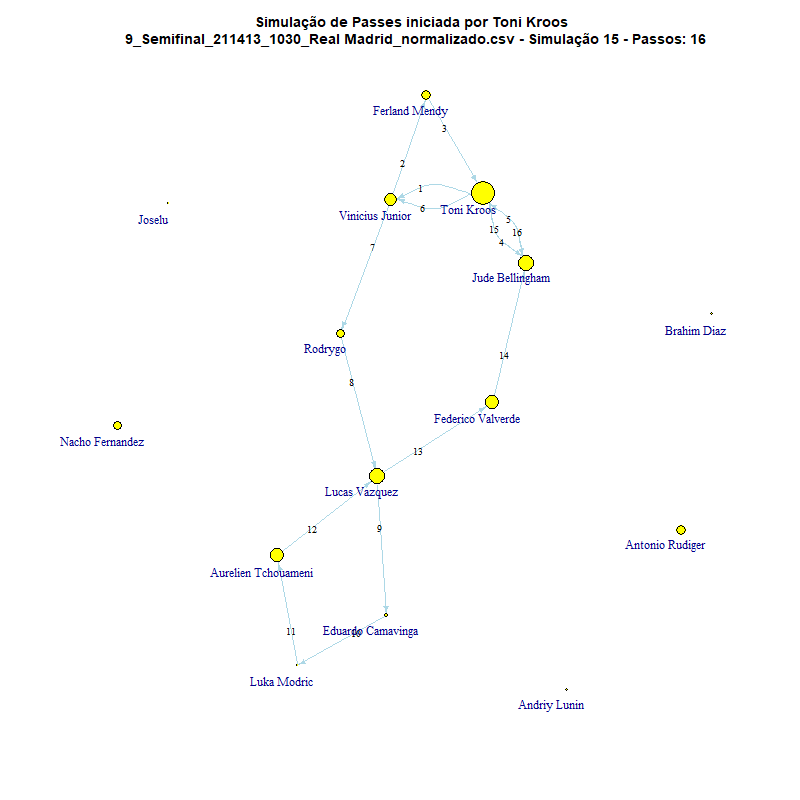 Simulação de Passes iniciada por Toni Kroos
9_Semifinal_211413_1030_Real Madrid_normalizado.csv - Simulação 15 - Passos: 16
Ferland Mendy
3
2
1
Toni Kroos
6
Vinicius Junior
Joselu
5
15
16
4
7
Jude Bellingham
Brahim Diaz
Rodrygo
14
8
Federico Valverde
Nacho Fernandez
13
Lucas Vazquez
12
9
Antonio Rudiger
Aurelien Tchouameni
11
Eduardo Camavinga
10
Luka Modric
Andriy Lunin